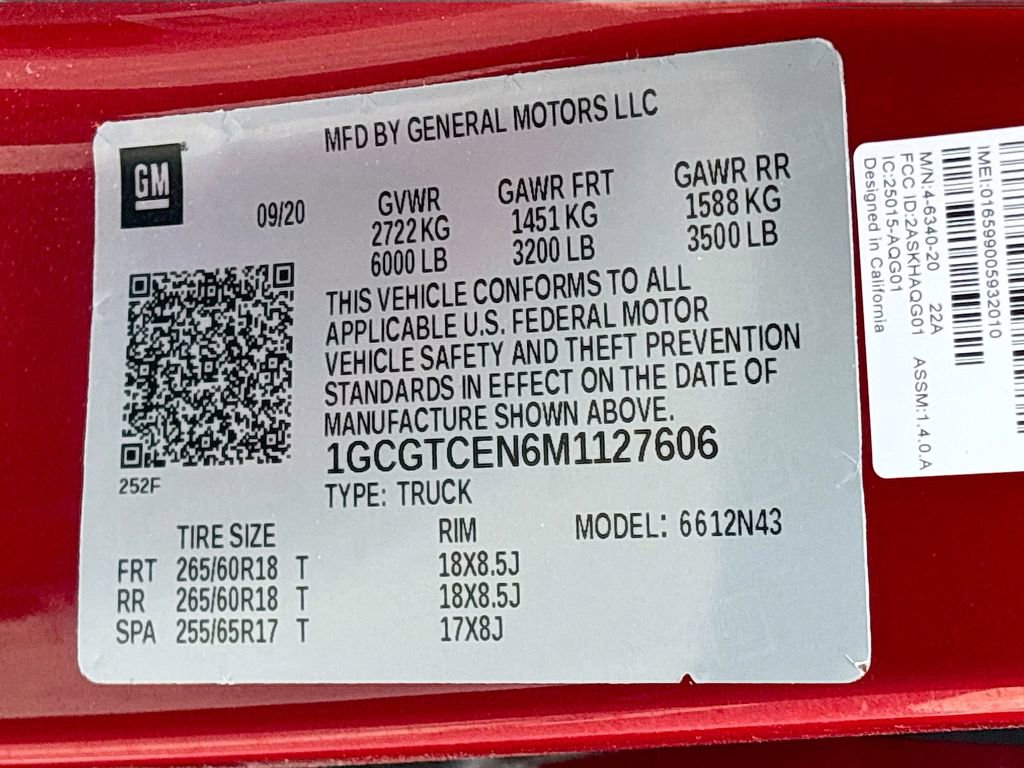 MFD BY GENERAL MOTORS LLC
GM
09/20
GVWR GAWR FRT GAWR RR
2722 KG 1451 KG 1588 KG
6000 LB 3200 LB 3500 LB
THIS VEHICLE CONFORMS TO ALL
APPLICABLE U.S. FEDERAL MOTOR
VEHICLE SAFETY AND THEFT PREVENTION
STANDARDS IN EFFECT ON THE DATE OF
MANUFACTURE SHOWN ABOVE.
1GCGTCEN6M1127606
252F
TYPE: TRUCK
TIRE SIZE RIM MODEL: 6612N43
FRT 265/60R18 T 18X8.5J
RR 265/60R18 T 18X8.5J
SPA 255/65R17 T 17X8J
IMEI:016599005932010
M/N:4-6340-20 22A
FCC ID:2ASKHAQG01 ASSM:1.4.0.A
IC:25015-AQG01
Designed in California